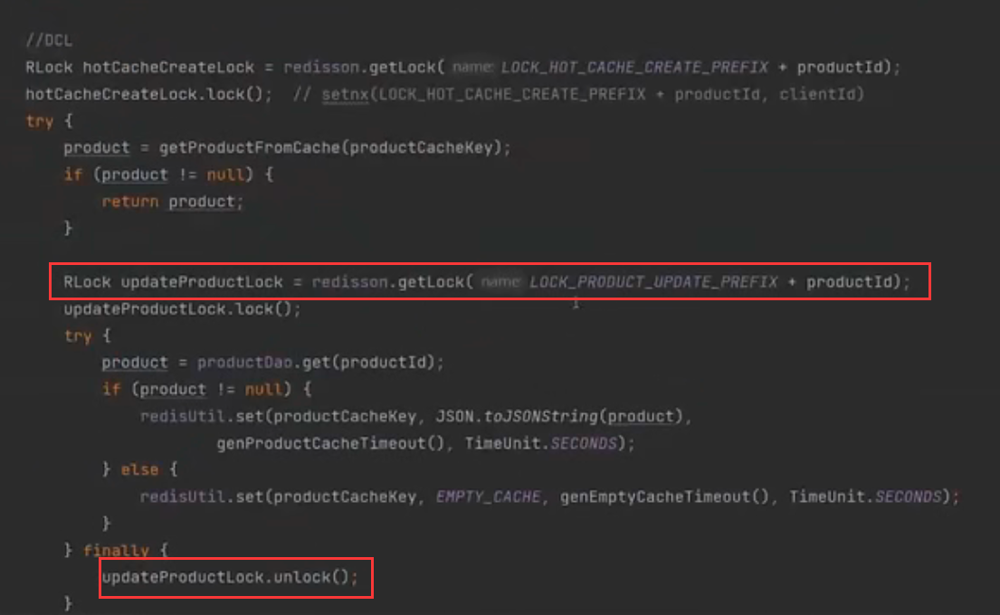 //DCL
RLock hotCacheCreateLock = redisson.getLock( name: LOCK_HOT_CACHE_CREATE_PREFIX + productId);
hotCacheCreateLock.lock();  // setnx(LOCK_HOT_CACHE_CREATE_PREFIX + productId, clientId)
try {
    product = getProductFromCache(productCacheKey);
    if (product != null) {
        return product;
    }
    RLock updateProductLock = redisson.getLock( name: LOCK_PRODUCT_UPDATE_PREFIX + productId);
    updateProductLock.lock();
    try {
        product = productDao.get(productId);
        if (product != null) {
            redisUtil.set(productCacheKey, JSON.toJSONString(product),
                    genProductCacheTimeout(), TimeUnit.SECONDS);
        } else {
            redisUtil.set(productCacheKey, EMPTY_CACHE, genEmptyCacheTimeout(), TimeUnit.SECONDS);
        }
    } finally {
        updateProductLock.unlock();
    }